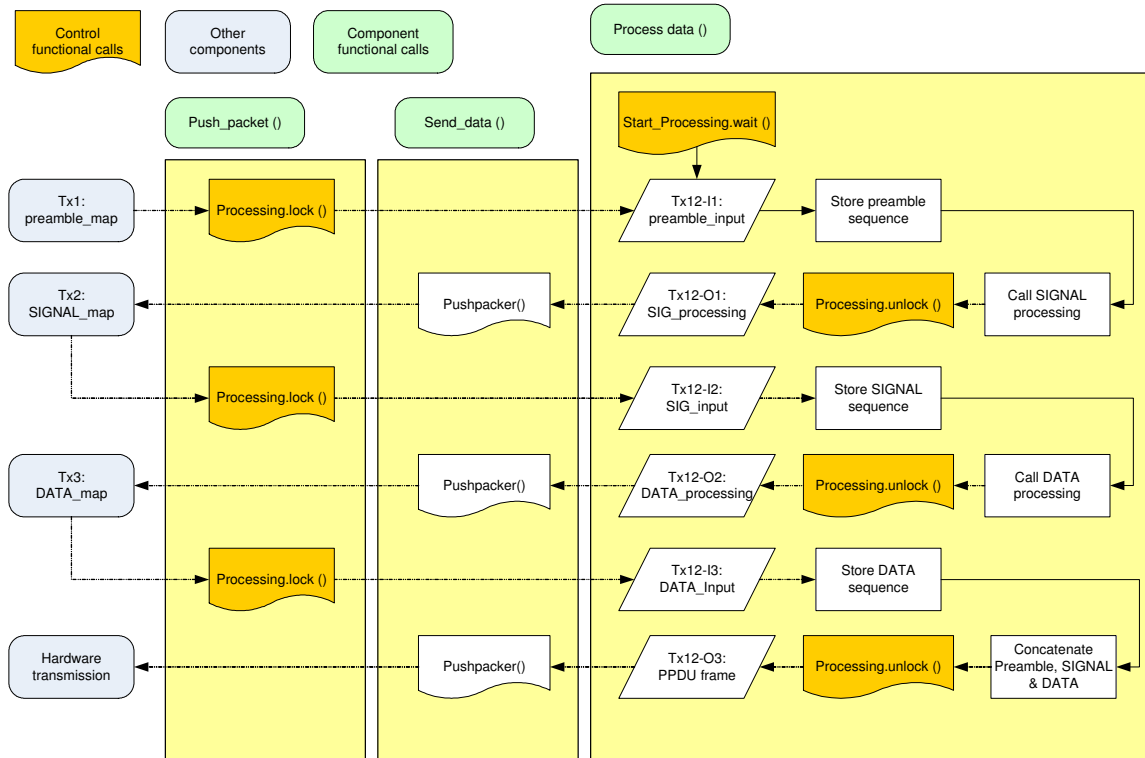 Control
functional calls
Other
components
Component
functional calls
Process data ()
Push_packet ()
Send_data ()
Start_Processing.wait ()
Tx1:
preamble_map
Processing.lock ()
Tx12-I1:
preamble_input
Store preamble
sequence
Tx2:
SIGNAL_map
Pushpacker()
Tx12-O1:
SIG_processing
Processing.unlock ()
Call SIGNAL
processing
Processing.lock ()
Tx12-I2:
SIG_input
Store SIGNAL
sequence
Tx3:
DATA_map
Pushpacker()
Tx12-O2:
DATA_processing
Processing.unlock ()
Call DATA
processing
Processing.lock ()
Tx12-I3:
DATA_Input
Store DATA
sequence
Hardware
transmission
Pushpacker()
Tx12-O3:
PPDU frame
Processing.unlock ()
Concatenate
Preamble, SIGNAL
& DATA